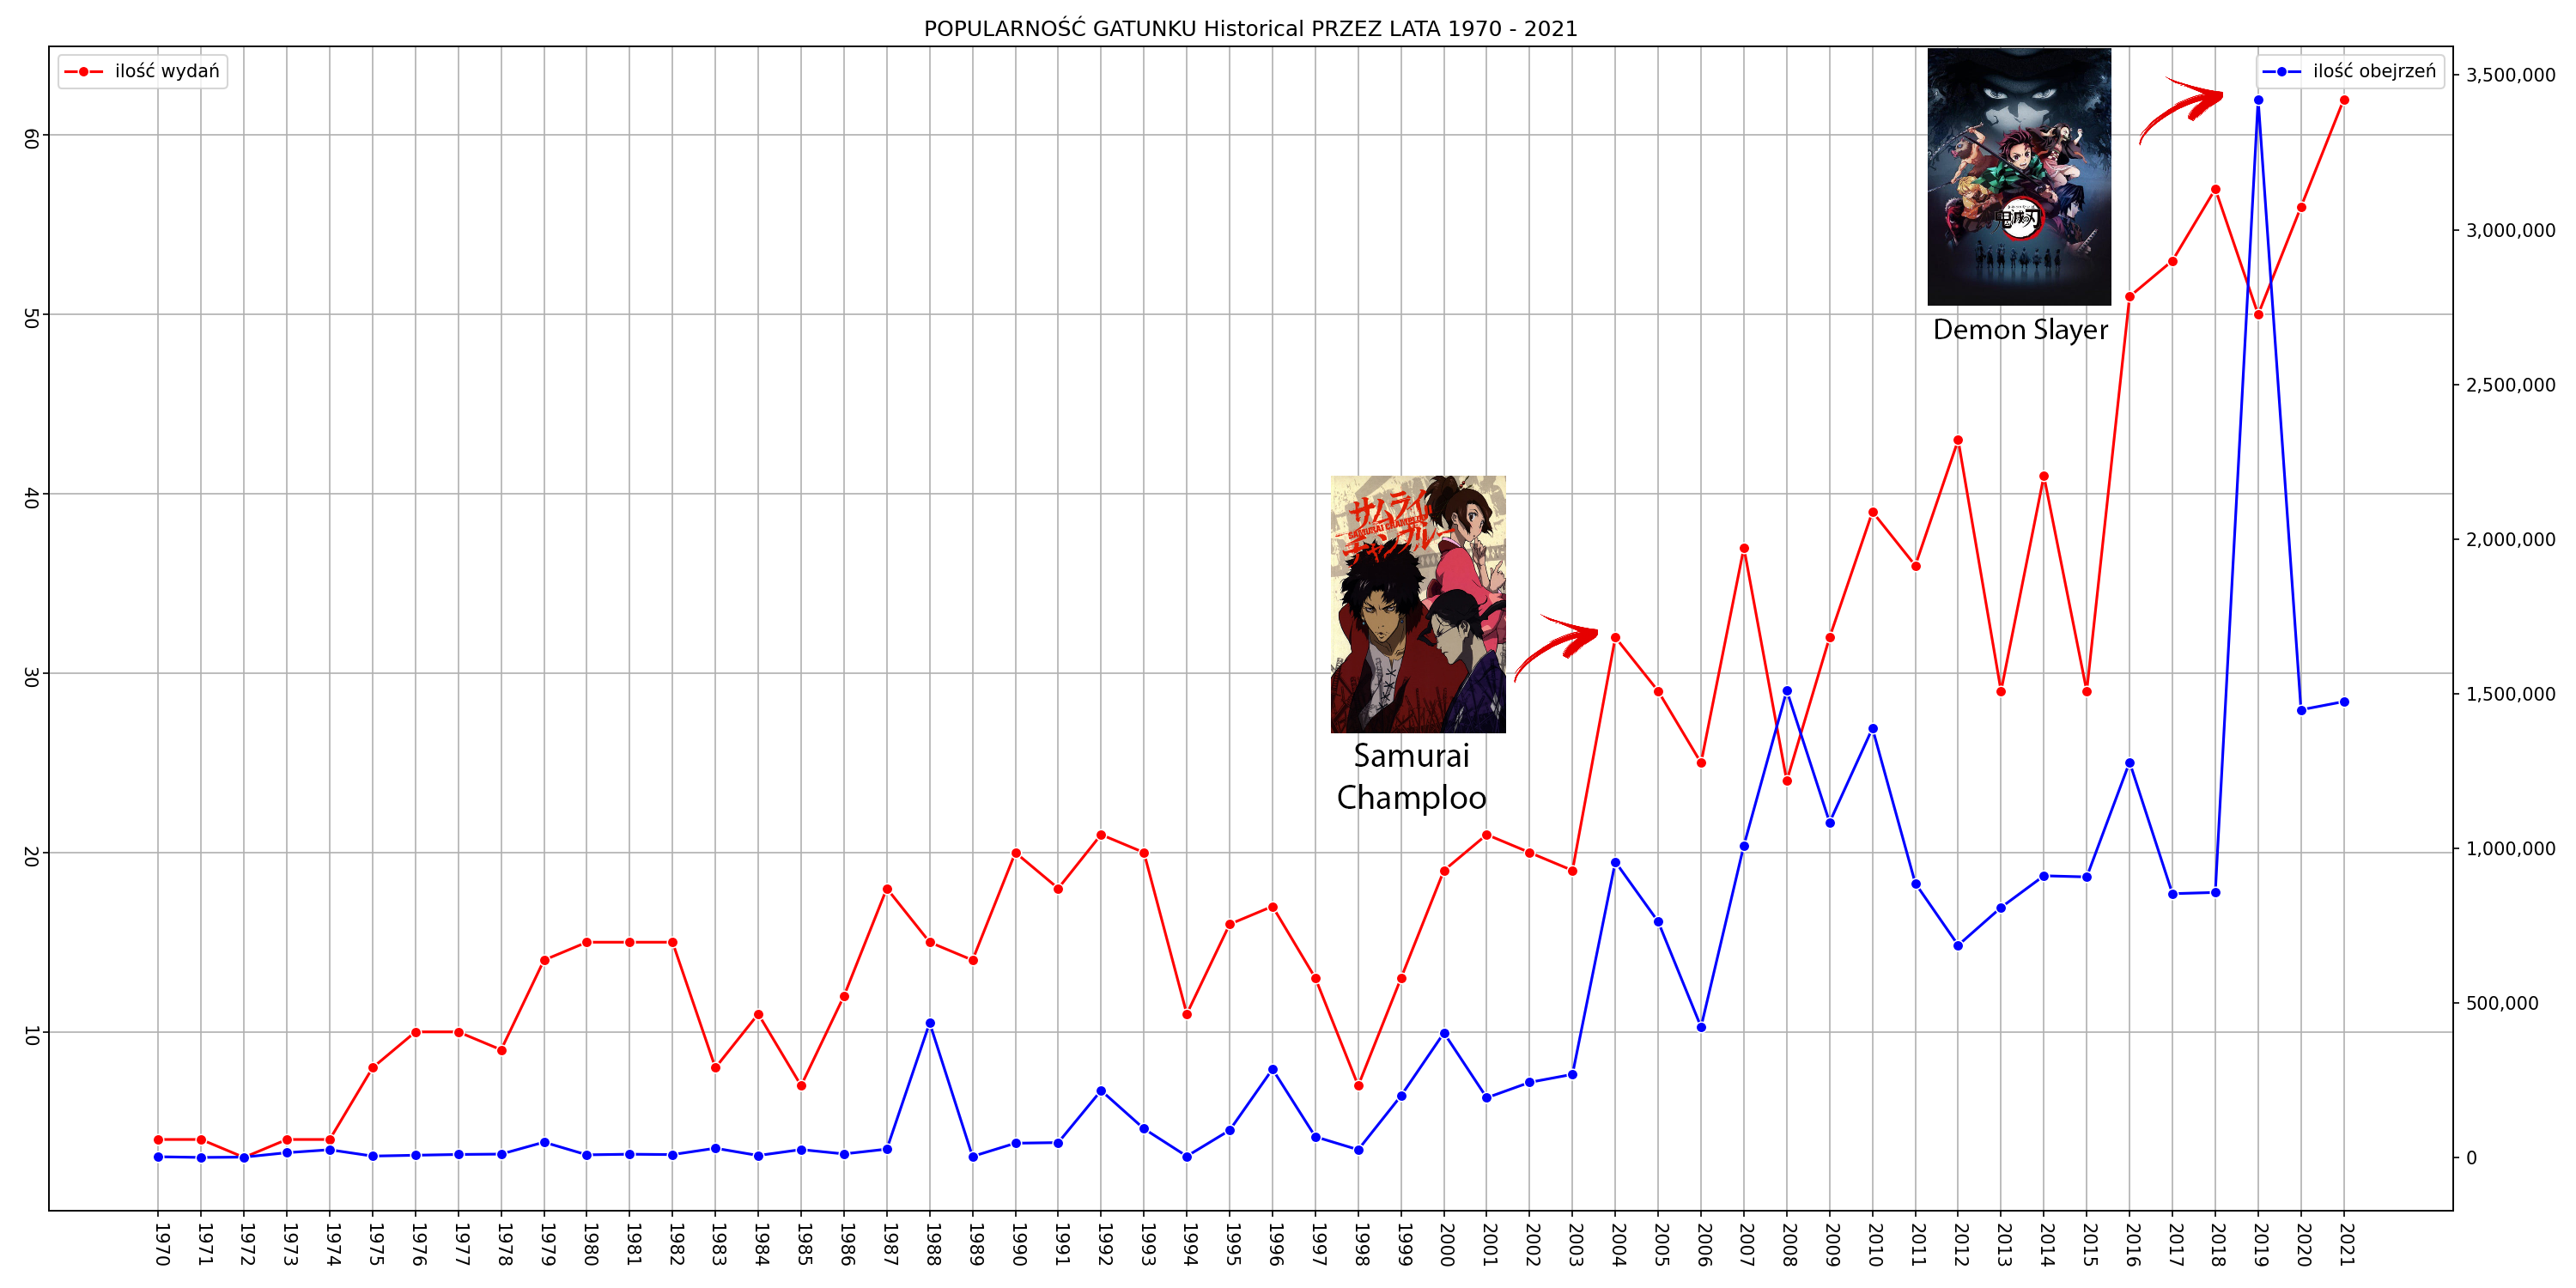 POPULARNOŚĆ GATUNKU Historical PRZEZ LATA 1970 - 2021
ilość wydań
ilość obejrzeń
60
50
40
30
20
10
3,500,000
3,000,000
2,500,000
2,000,000
1,500,000
1,000,000
500,000
0
鬼滅の刃
Demon Slayer
サムライ
SAMURAI CHAMPLOO
チャンプルー
Samurai
Champloo
1970 1971 1972 1973 1974 1975 1976 1977 1978 1979 1980 1981 1982 1983 1984 1985 1986 1987 1988 1989 1990 1991 1992 1993 1994 1995 1996 1997 1998 1999 2000 2001 2002 2003 2004 2005 2006 2007 2008 2009 2010 2011 2012 2013 2014 2015 2016 2017 2018 2019 2020 2021